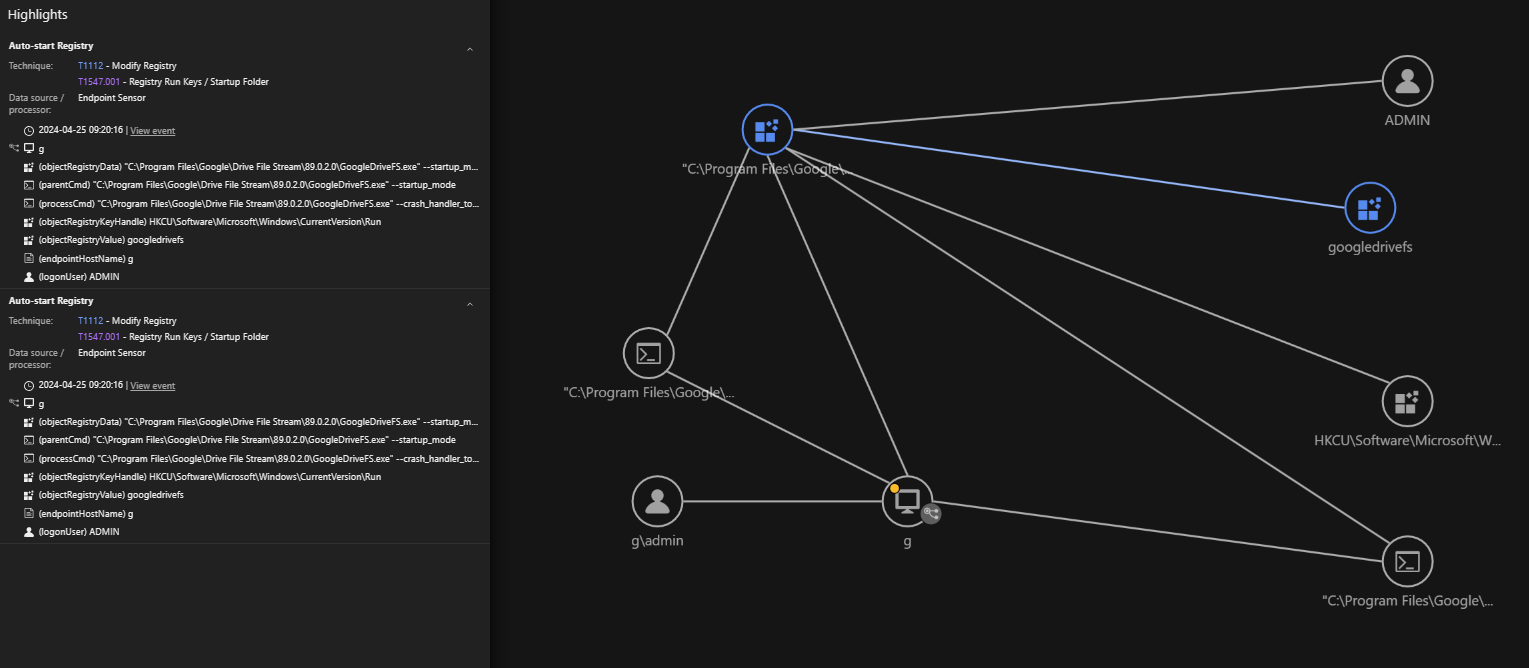 Highlights
Auto-start Registry
Technique: T1112 - Modify Registry
T1547.001 - Registry Run Keys / Startup Folder
Data source / processor: Endpoint Sensor
2024-04-25 09:20:16 | View event
g
(objectRegistryData) "C:\Program Files\Google\Drive File Stream\89.0.2.0\GoogleDriveFS.exe" --startup_m...
(parentCmd) "C:\Program Files\Google\Drive File Stream\89.0.2.0\GoogleDriveFS.exe" --startup_mode
(processCmd) "C:\Program Files\Google\Drive File Stream\89.0.2.0\GoogleDriveFS.exe" --crash_handler_to...
(objectRegistryKeyHandle) HKCU\Software\Microsoft\Windows\CurrentVersion\Run
(objectRegistryValue) googledrivefs
(endpointHostName) g
(logonUser) ADMIN
Auto-start Registry
Technique: T1112 - Modify Registry
T1547.001 - Registry Run Keys / Startup Folder
Data source / processor: Endpoint Sensor
2024-04-25 09:20:16 | View event
g
(objectRegistryData) "C:\Program Files\Google\Drive File Stream\89.0.2.0\GoogleDriveFS.exe" --startup_m...
(parentCmd) "C:\Program Files\Google\Drive File Stream\89.0.2.0\GoogleDriveFS.exe" --startup_mode
(processCmd) "C:\Program Files\Google\Drive File Stream\89.0.2.0\GoogleDriveFS.exe" --crash_handler_to...
(objectRegistryKeyHandle) HKCU\Software\Microsoft\Windows\CurrentVersion\Run
(objectRegistryValue) googledrivefs
(endpointHostName) g
(logonUser) ADMIN
ADMIN
"C:\Program Files\Google\...
googledrivefs
"C:\Program Files\Google\...
HKCU\Software\Microsoft\W...
g\admin
g
"C:\Program Files\Google\...